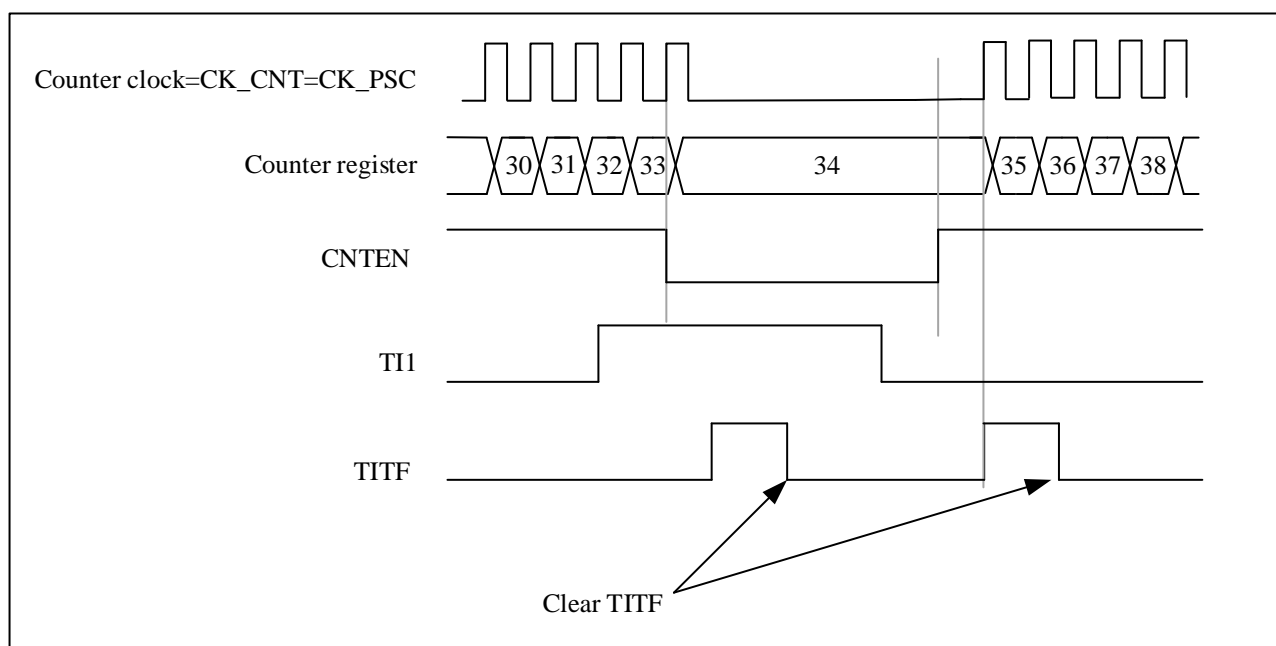 Counter clock=CK_CNT=CK_PSC
Counter register
30 31 32 33 34 35 36 37 38
CNTEN
TI1
TITF
Clear TITF